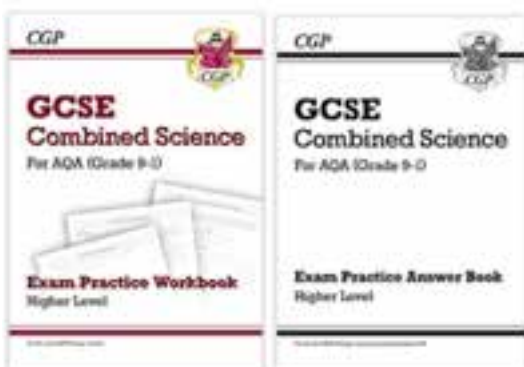 CGP
CGP
GCSE
Combined Science
For AQA (Grade 9-1)
Exam Practice Workbook
Higher Level
CGP
CGP
GCSE
Combined Science
For AQA (Grade 9-1)
Exam Practice Answer Book
Higher Level